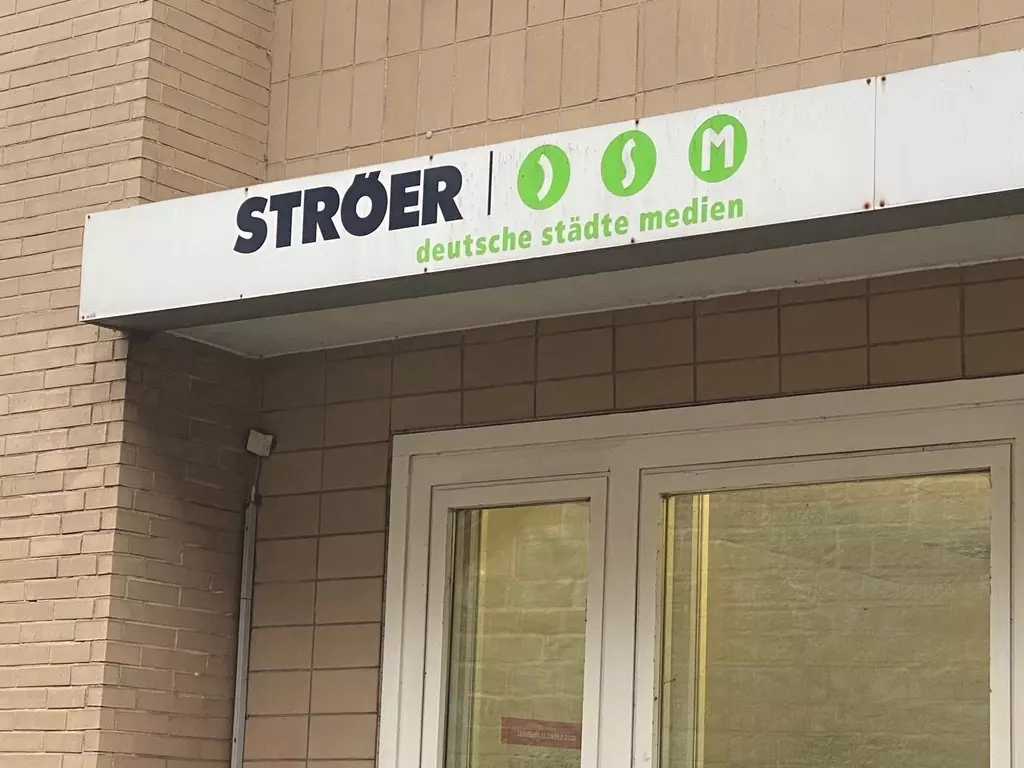 STRÖER | DSM
deutsche städte medien